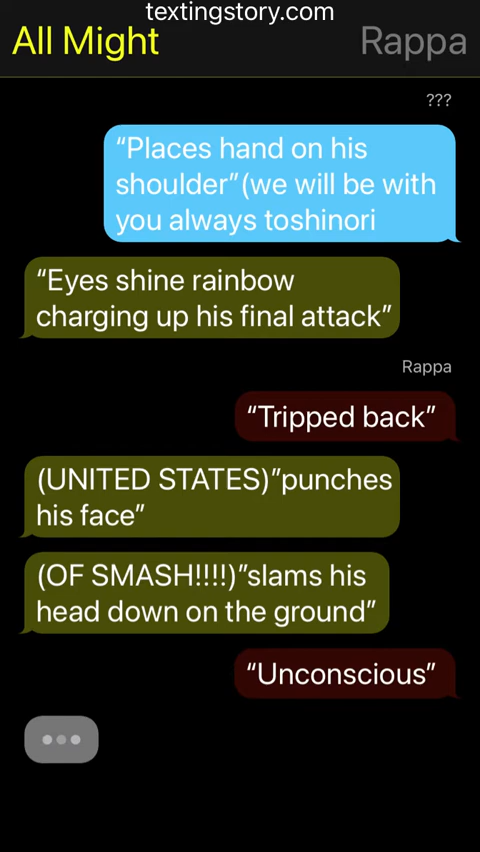 textingstory.com
All Might
Rappa
???
“Places hand on his
shoulder”(we will be with
you always toshinori
“Eyes shine rainbow
charging up his final attack”
Rappa
“Tripped back”
(UNITED STATES)”punches
his face”
(OF SMASH!!!!)”slams his
head down on the ground”
“Unconscious”